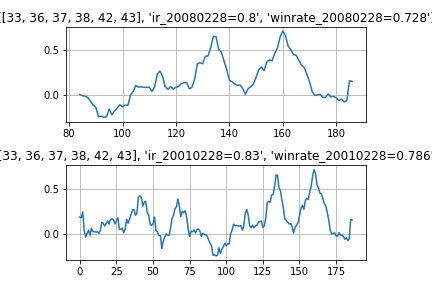 [33, 36, 37, 38, 42, 43], 'ir_20080228=0.8', 'winrate_20080228=0.728']
0.5
0.0
80 100 120 140 160 180
[33, 36, 37, 38, 42, 43], 'ir_20010228=0.83', 'winrate_20010228=0.786'
0.5
0.0
0 25 50 75 100 125 150 175